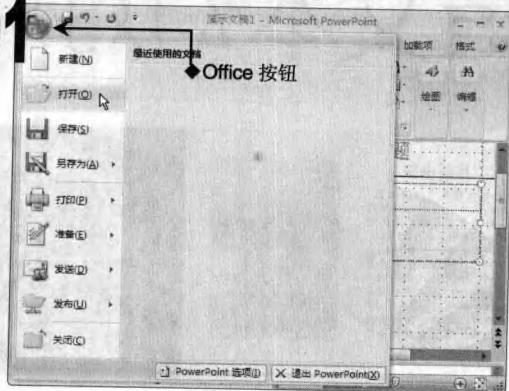 1
演示文稿1 - Microsoft PowerPoint
加载项 格式
新建(N)
最近使用的文稿
◆Office 按钮
打开(O)
绘图 编辑
保存(S)
另存为(A)
打印(P)
准备(E)
发送(D)
发布(U)
关闭(C)
PowerPoint 选项(I) 退出 PowerPoint(X)